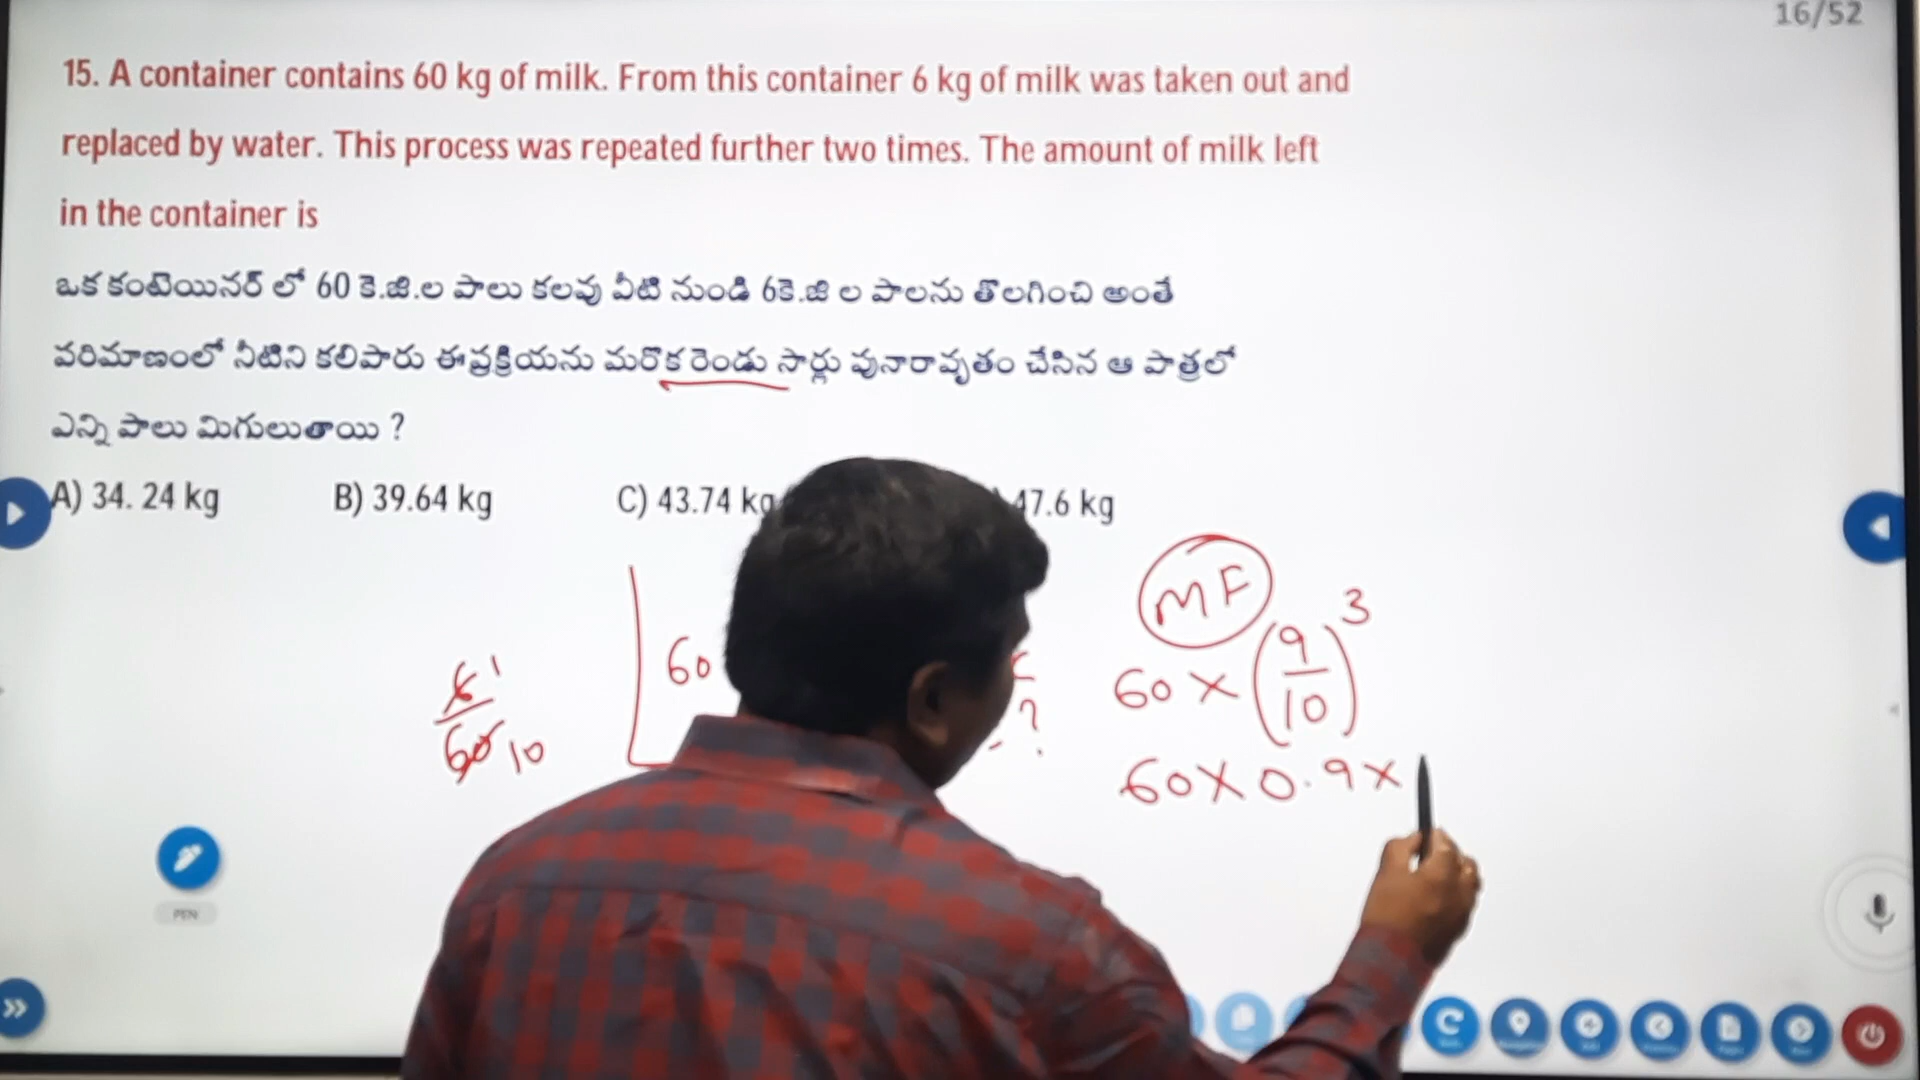 16/52
15. A container contains 60 kg of milk. From this container 6 kg of milk was taken out and
replaced by water. This process was repeated further two times. The amount of milk left
in the container is
ఒక కంటెయినర్ లో 60 కె.జి.ల పాలు కలవు వీటి నుండి 6కె.జి ల పాలను తొలగించి అంతే
పరిమాణంలో నీటిని కలిపారు ఈప్రక్రియను మరొక రెండు సార్లు పునారావృతం చేసిన ఆ పాత్రలో
ఎన్ని పాలు మిగులుతాయి ?
A) 34. 24 kg B) 39.64 kg C) 43.74 kg 47.6 kg
MF
6 1
60 10
60
?
60 × (9/10)³
60 × 0.9 ×
PEN